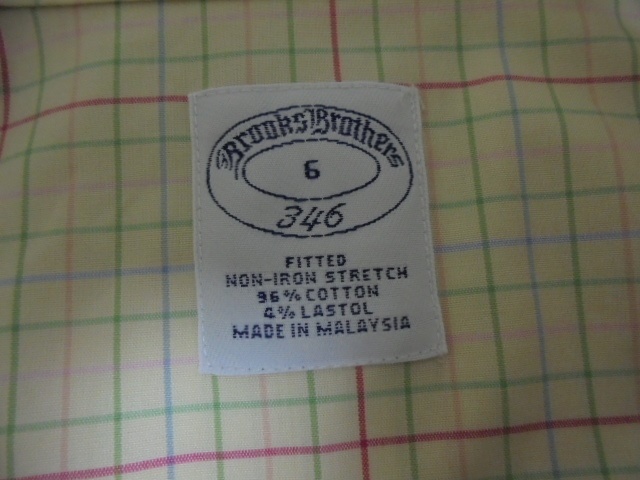 Brooks Brothers
6
346
FITTED
NON-IRON STRETCH
96% COTTON
4% LASTOL
MADE IN MALAYSIA